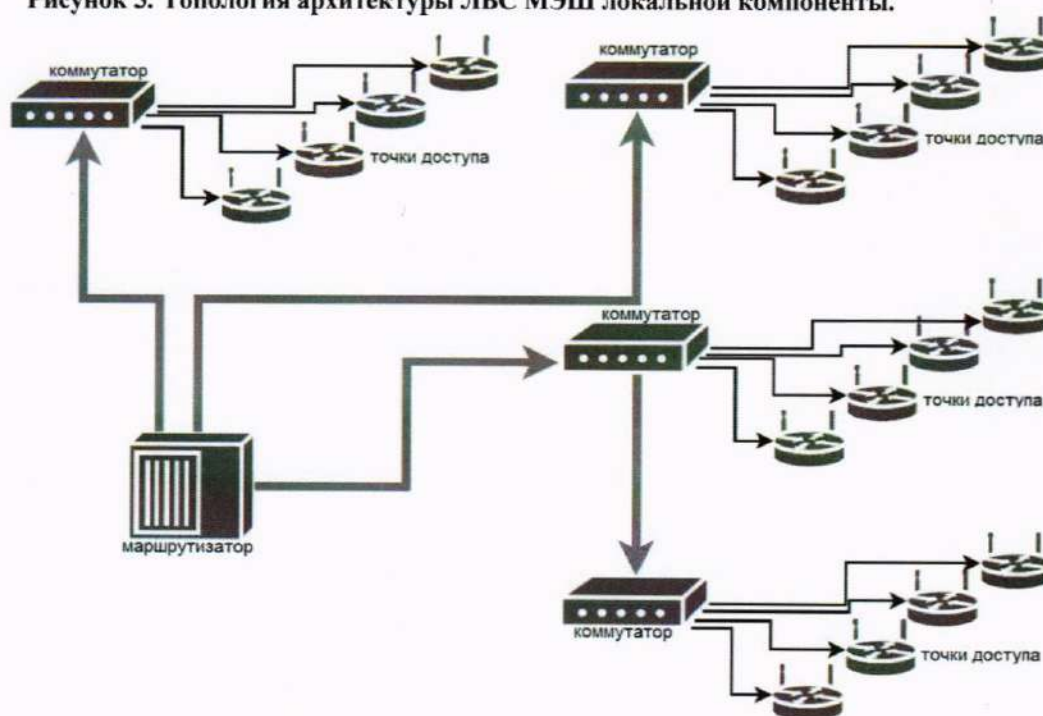 Рисунок 3. Топология архитектуры ЛВС МЭШ локальной компоненты.
коммутатор
коммутатор
точки доступа
точки доступа
коммутатор
точки доступа
маршрутизатор
коммутатор
точки доступа